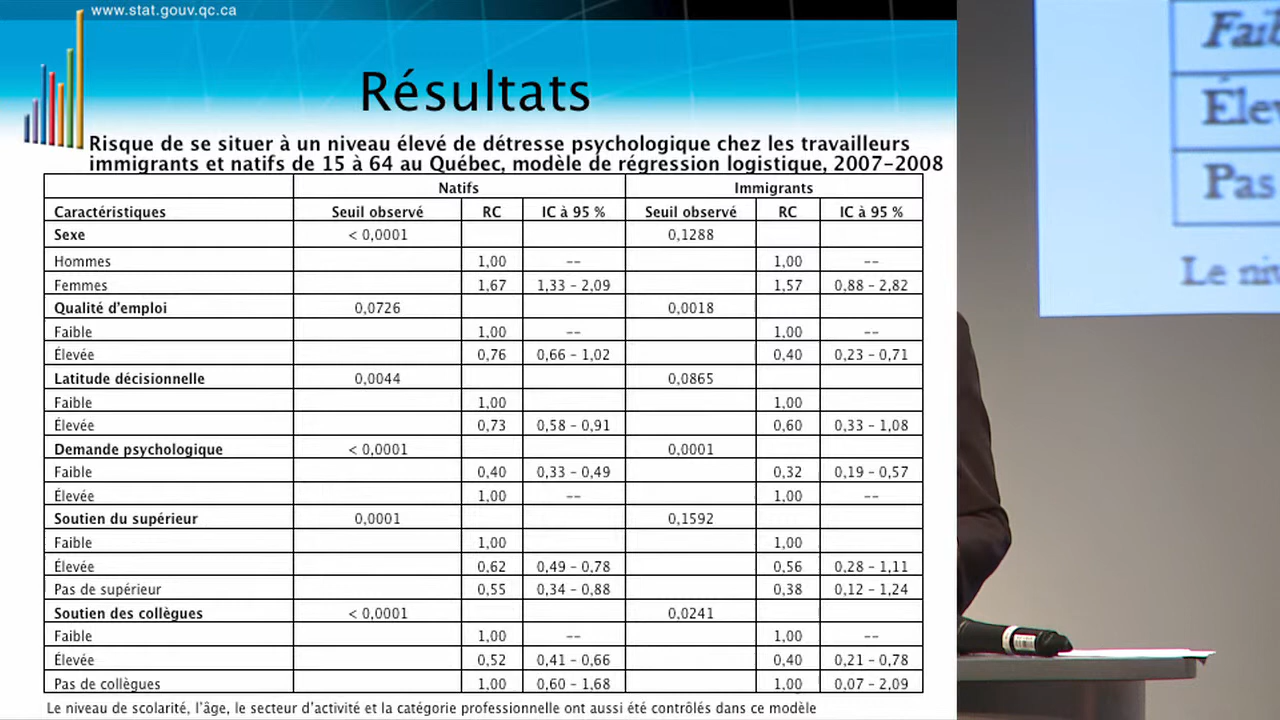 www.stat.gouv.qc.ca
Résultats
Risque de se situer à un niveau élevé de détresse psychologique chez les travailleurs
immigrants et natifs de 15 à 64 au Québec, modèle de régression logistique, 2007-2008
Natifs Immigrants
Caractéristiques Seuil observé RC IC à 95 % Seuil observé RC IC à 95 %
Sexe < 0,0001 0,1288
Hommes 1,00 -- 1,00 --
Femmes 1,67 1,33 – 2,09 1,57 0,88 – 2,82
Qualité d'emploi 0,0726 0,0018
Faible 1,00 -- 1,00 --
Élevée 0,76 0,66 – 1,02 0,40 0,23 – 0,71
Latitude décisionnelle 0,0044 0,0865
Faible 1,00 1,00
Élevée 0,73 0,58 – 0,91 0,60 0,33 – 1,08
Demande psychologique < 0,0001 0,0001
Faible 0,40 0,33 – 0,49 0,32 0,19 – 0,57
Élevée 1,00 -- 1,00 --
Soutien du supérieur 0,0001 0,1592
Faible 1,00 1,00
Élevée 0,62 0,49 – 0,78 0,56 0,28 – 1,11
Pas de supérieur 0,55 0,34 – 0,88 0,38 0,12 – 1,24
Soutien des collègues < 0,0001 0,0241
Faible 1,00 -- 1,00 --
Élevée 0,52 0,41 – 0,66 0,40 0,21 – 0,78
Pas de collègues 1,00 0,60 – 1,68 1,00 0,07 – 2,09
Le niveau de scolarité, l'âge, le secteur d'activité et la catégorie professionnelle ont aussi été contrôlés dans ce modèle
Pas
Le